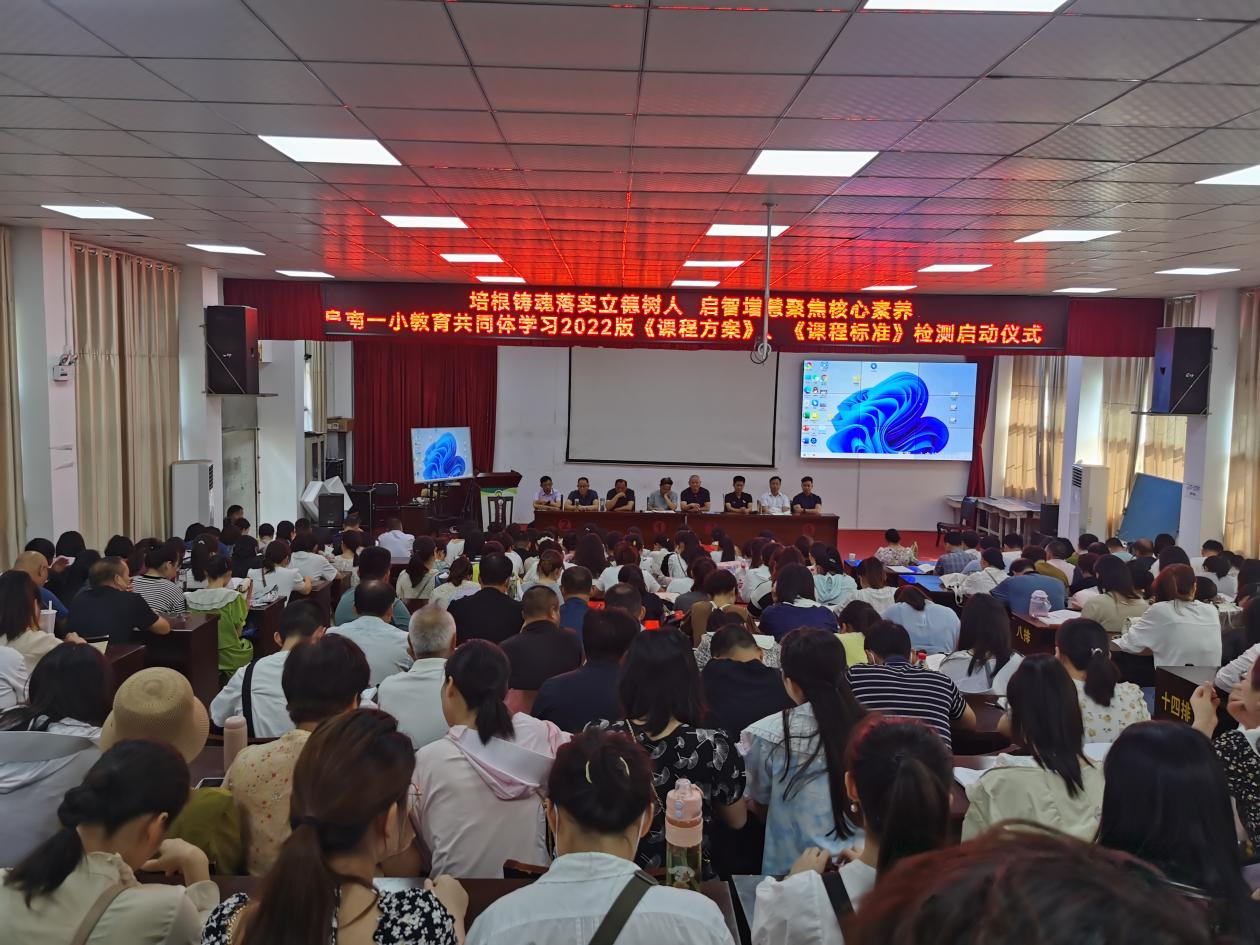 培根铸魂落实立德树人 启智增慧聚焦核心素养
阜南一小教育共同体学习2022版《课程方案》、《课程标准》检测启动仪式
八排
十四排